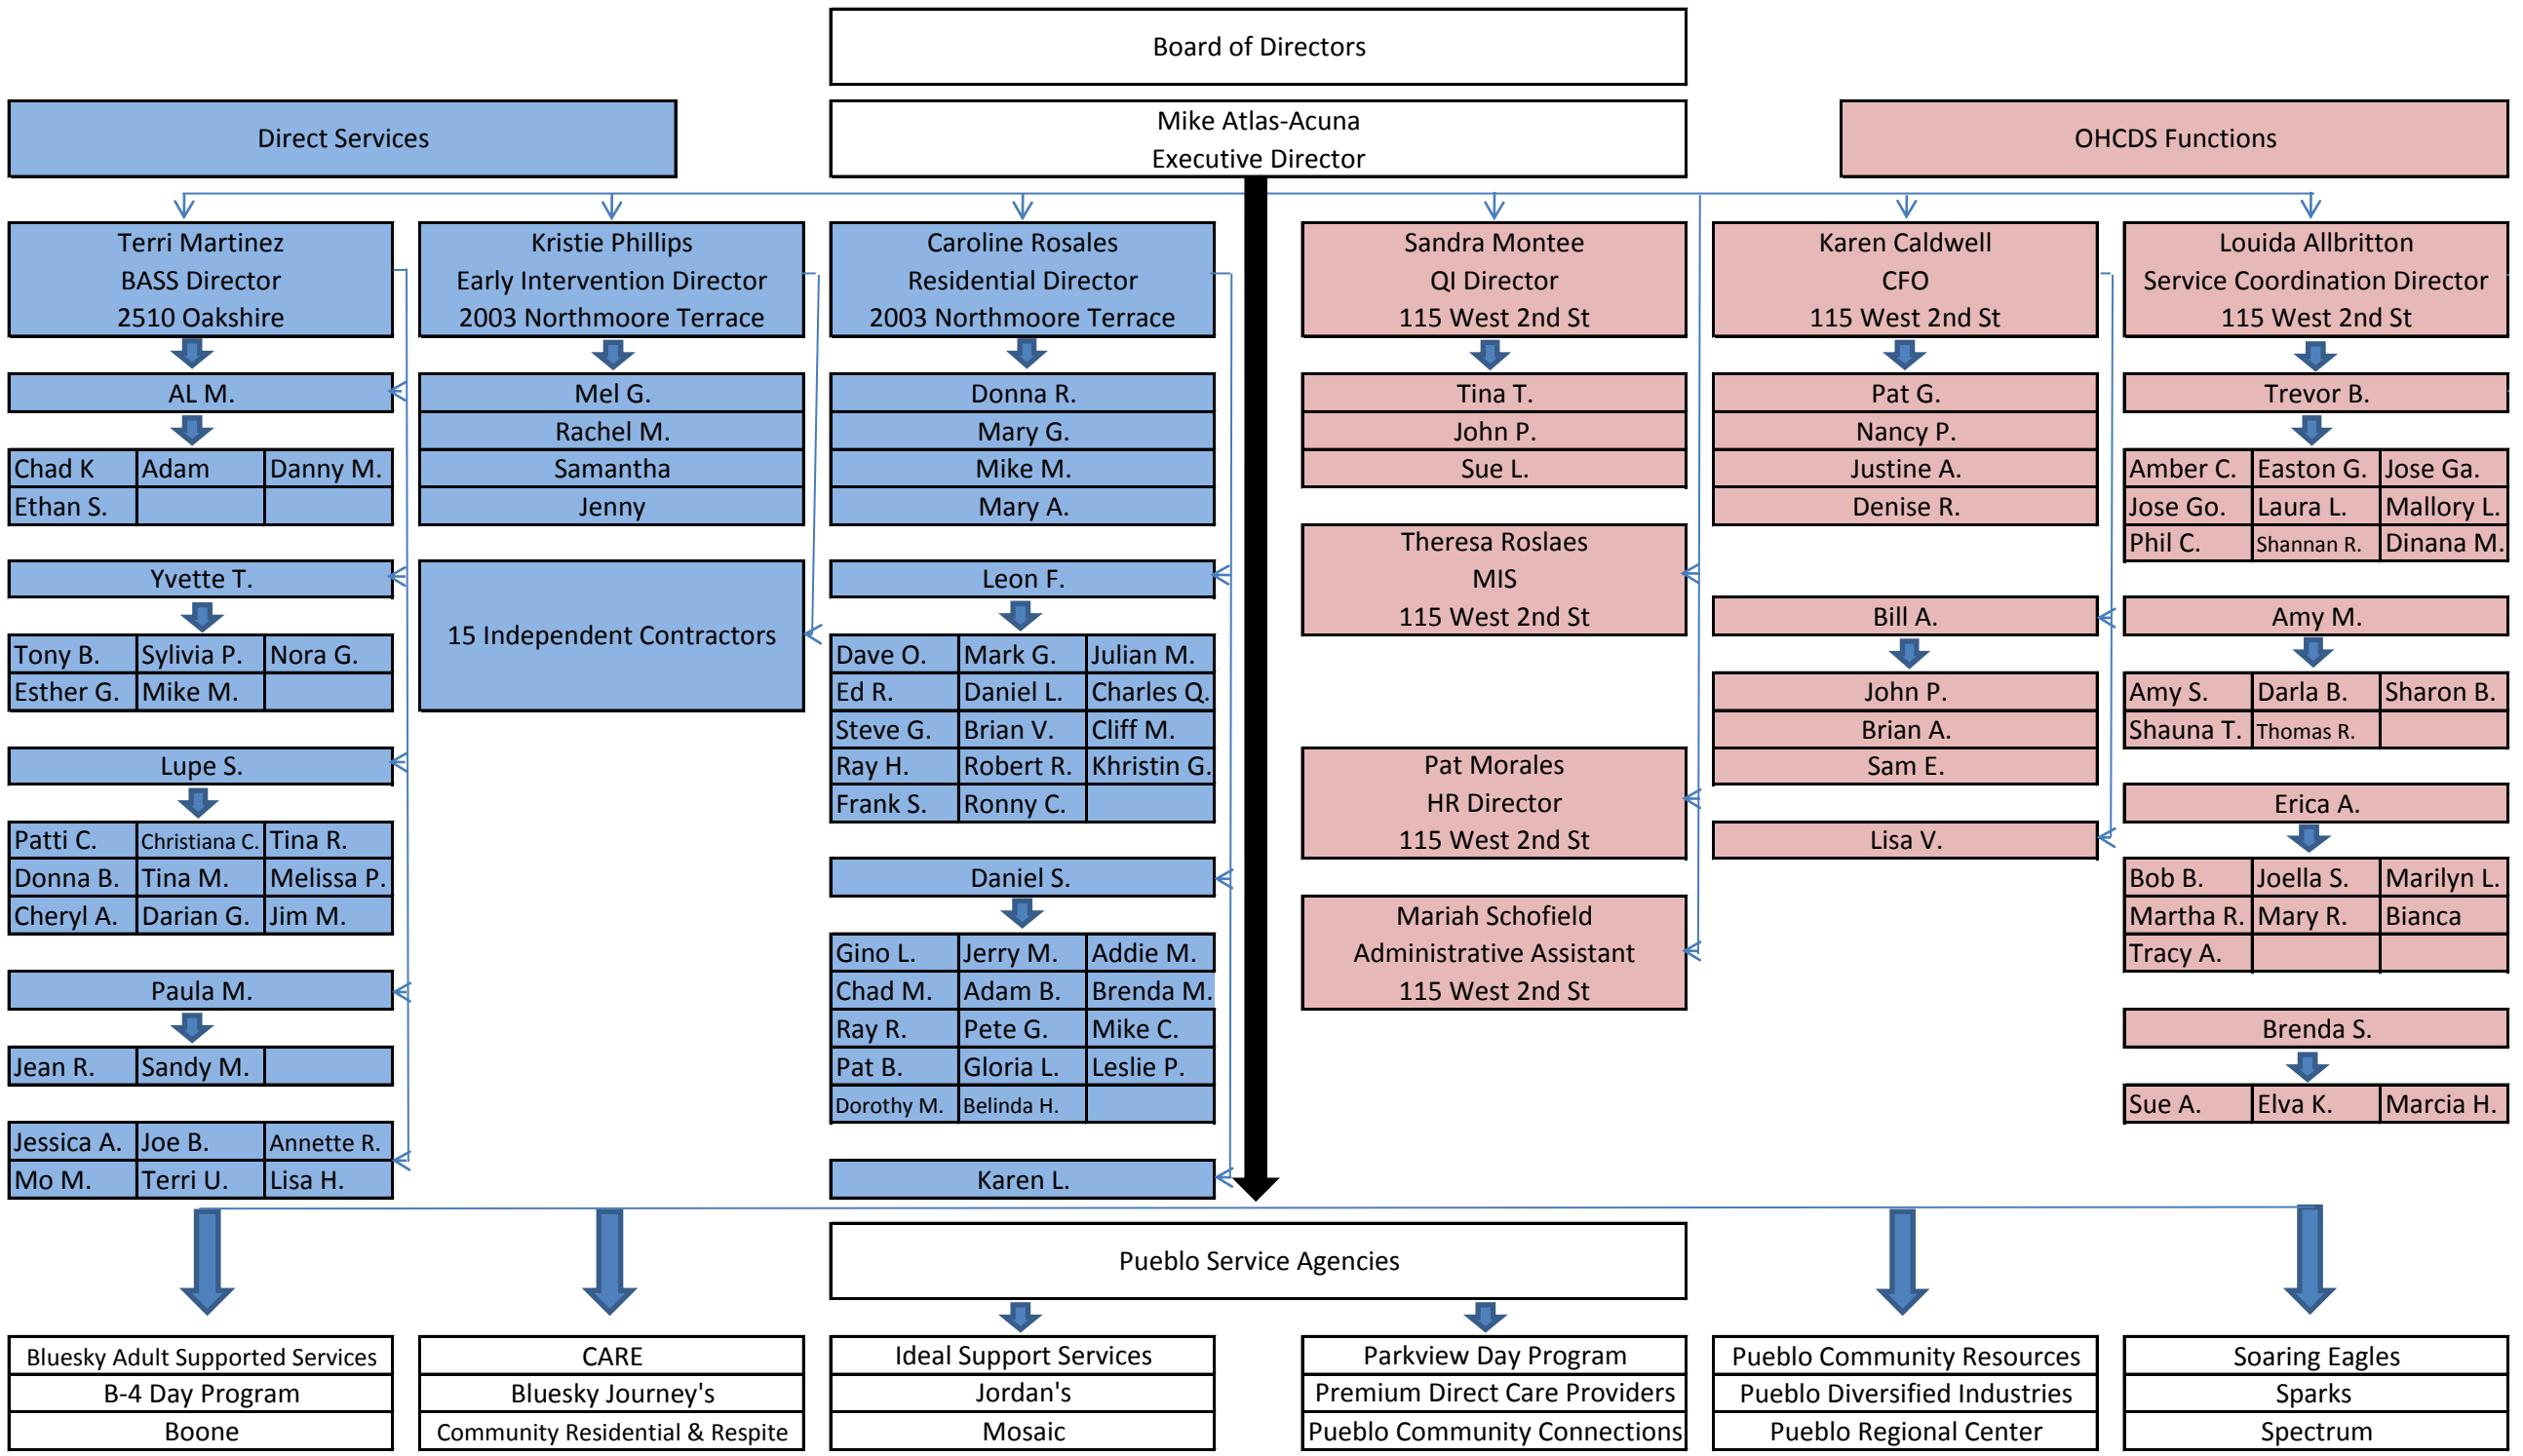 Board of Directors
Direct Services
Mike Atlas-Acuna
Executive Director
OHCDS Functions
Terri Martinez
BASS Director
2510 Oakshire
AL M.
Chad K Adam Danny M.
Ethan S.
Yvette T.
Tony B. Sylivia P. Nora G.
Esther G. Mike M.
Lupe S.
Patti C. Christiana C. Tina R.
Donna B. Tina M. Melissa P.
Cheryl A. Darian G. Jim M.
Paula M.
Jean R. Sandy M.
Jessica A. Joe B. Annette R.
Mo M. Terri U. Lisa H.
Kristie Phillips
Early Intervention Director
2003 Northmoore Terrace
Mel G.
Rachel M.
Samantha
Jenny
15 Independent Contractors
Caroline Rosales
Residential Director
2003 Northmoore Terrace
Donna R.
Mary G.
Mike M.
Mary A.
Leon F.
Dave O. Mark G. Julian M.
Ed R. Daniel L. Charles Q.
Steve G. Brian V. Cliff M.
Ray H. Robert R. Khristin G.
Frank S. Ronny C.
Daniel S.
Gino L. Jerry M. Addie M.
Chad M. Adam B. Brenda M.
Ray R. Pete G. Mike C.
Pat B. Gloria L. Leslie P.
Dorothy M. Belinda H.
Karen L.
Sandra Montee
QI Director
115 West 2nd St
Tina T.
John P.
Sue L.
Theresa Roslaes
MIS
115 West 2nd St
Pat Morales
HR Director
115 West 2nd St
Mariah Schofield
Administrative Assistant
115 West 2nd St
Karen Caldwell
CFO
115 West 2nd St
Pat G.
Nancy P.
Justine A.
Denise R.
Bill A.
John P.
Brian A.
Sam E.
Lisa V.
Louida Allbritton
Service Coordination Director
115 West 2nd St
Trevor B.
Amber C. Easton G. Jose Ga.
Jose Go. Laura L. Mallory L.
Phil C. Shannan R. Dinana M.
Amy M.
Amy S. Darla B. Sharon B.
Shauna T. Thomas R.
Erica A.
Bob B. Joella S. Marilyn L.
Martha R. Mary R. Bianca
Tracy A.
Brenda S.
Sue A. Elva K. Marcia H.
Pueblo Service Agencies
Bluesky Adult Supported Services
B-4 Day Program
Boone
CARE
Bluesky Journey's
Community Residential & Respite
Ideal Support Services
Jordan's
Mosaic
Parkview Day Program
Premium Direct Care Providers
Pueblo Community Connections
Pueblo Community Resources
Pueblo Diversified Industries
Pueblo Regional Center
Soaring Eagles
Sparks
Spectrum